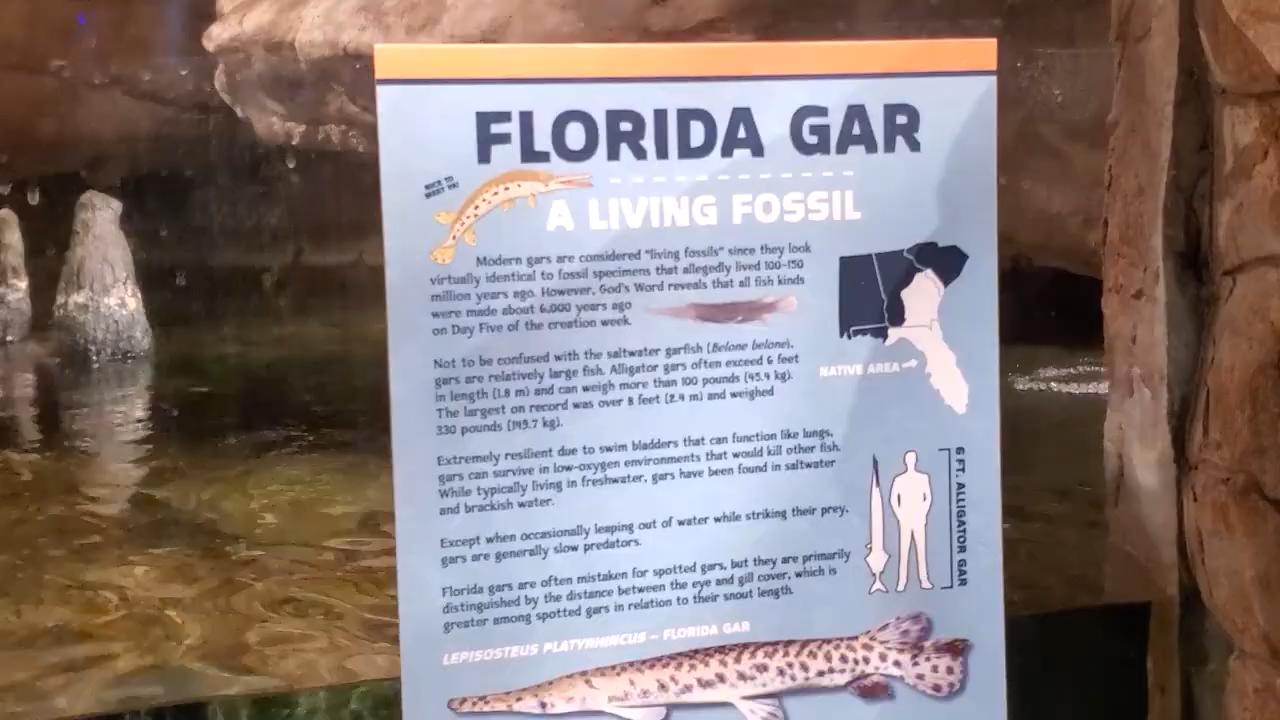 FLORIDA GAR
NICE TO
MEET YA!
A LIVING FOSSIL
Modern gars are considered "living fossils" since they look
virtually identical to fossil specimens that allegedly lived 100-150
million years ago. However, God's Word reveals that all fish kinds
were made about 6,000 years ago
on Day Five of the creation week.
NATIVE AREA
Not to be confused with the saltwater garfish (Belone belone),
gars are relatively large fish. Alligator gars often exceed 6 feet
in length (1.8 m) and can weigh more than 100 pounds (45.4 kg).
The largest on record was over 8 feet (2.4 m) and weighed
330 pounds (149.7 kg).
Extremely resilient due to swim bladders that can function like lungs,
gars can survive in low-oxygen environments that would kill other fish.
While typically living in freshwater, gars have been found in saltwater
and brackish water.
6 FT. ALLIGATOR GAR
Except when occasionally leaping out of water while striking their prey,
gars are generally slow predators.
Florida gars are often mistaken for spotted gars, but they are primarily
distinguished by the distance between the eye and gill cover, which is
greater among spotted gars in relation to their snout length.
LEPISOSTEUS PLATYRHINCUS – FLORIDA GAR